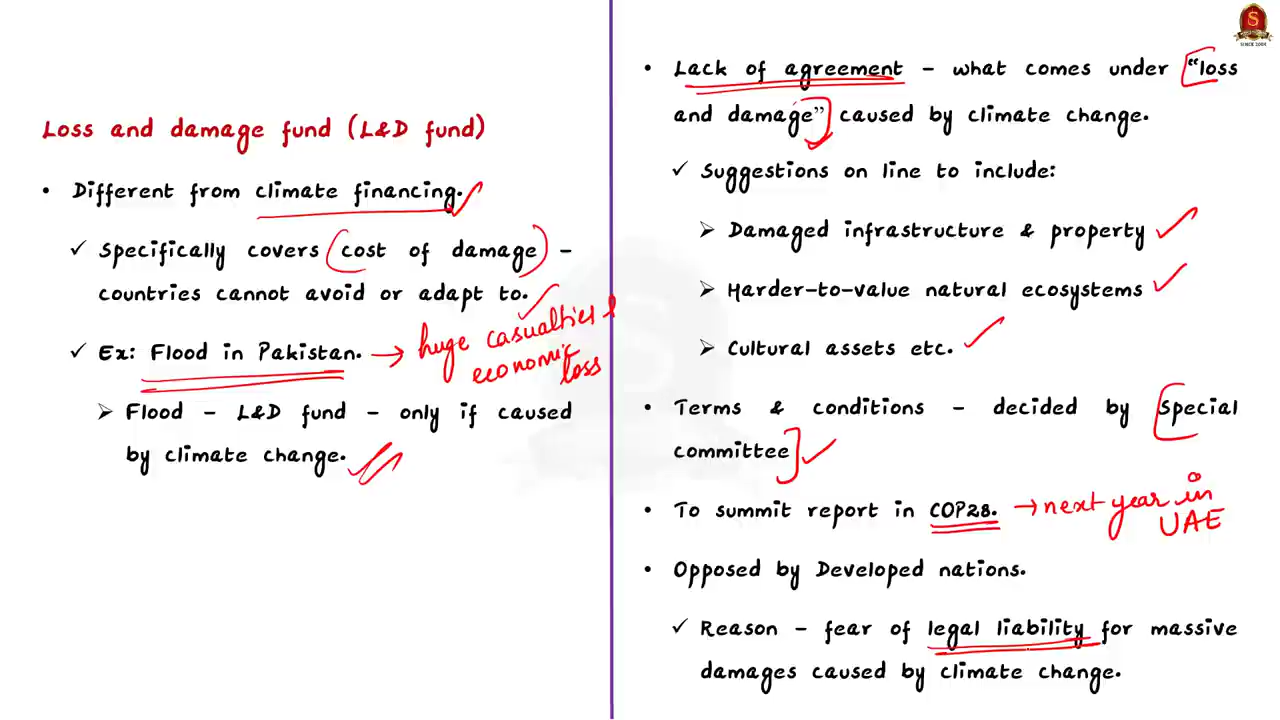 Loss and damage fund (L&D fund)
• Different from climate financing.
✓ Specifically covers (cost of damage) –
countries cannot avoid or adapt to.
✓ Ex: Flood in Pakistan. → huge casualties &
economic
loss
➢ Flood – L&D fund – only if caused
by climate change.
S
SINCE 2004
• Lack of agreement – what comes under ["loss
and damage"] caused by climate change.
✓ Suggestions on line to include:
➢ Damaged infrastructure & property
➢ Harder-to-value natural ecosystems
➢ Cultural assets etc.
• Terms & conditions – decided by [Special
committee]
• To summit report in COP28. → next year in
UAE
• Opposed by Developed nations.
✓ Reason – fear of legal liability for massive
damages caused by climate change.